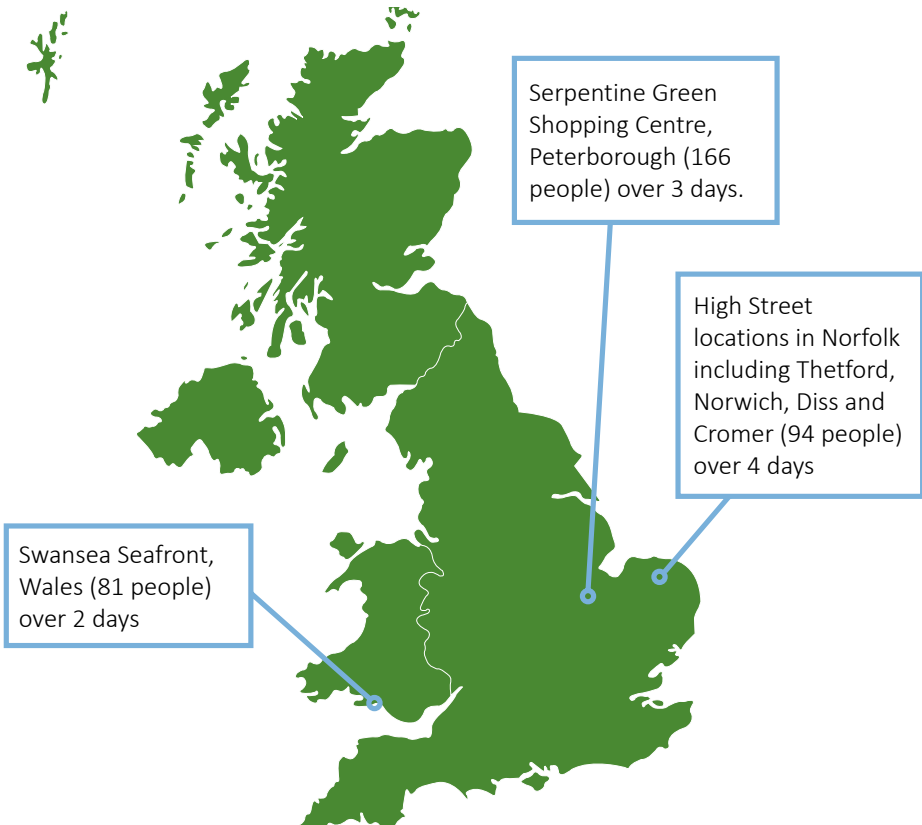 Serpentine Green
Shopping Centre,
Peterborough (166
people) over 3 days.
High Street
locations in Norfolk
including Thetford,
Norwich, Diss and
Cromer (94 people)
over 4 days
Swansea Seafront,
Wales (81 people)
over 2 days